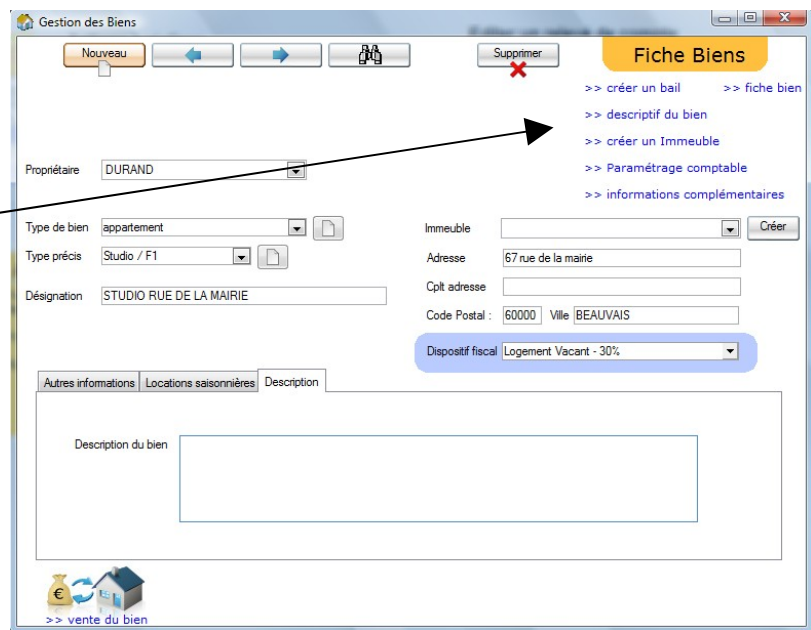 Gestion des Biens
Nouveau
Supprimer
Fiche Biens
>> créer un bail >> fiche bien
>> descriptif du bien
>> créer un Immeuble
>> Paramétrage comptable
>> informations complémentaires
Propriétaire DURAND
Type de bien appartement
Type précis Studio / F1
Désignation STUDIO RUE DE LA MAIRIE
Immeuble Créer
Adresse 67 rue de la mairie
Cplt adresse
Code Postal : 60000 Ville BEAUVAIS
Dispositif fiscal Logement Vacant - 30%
Autres informations Locations saisonnières Description
Description du bien
€
>> vente du bien